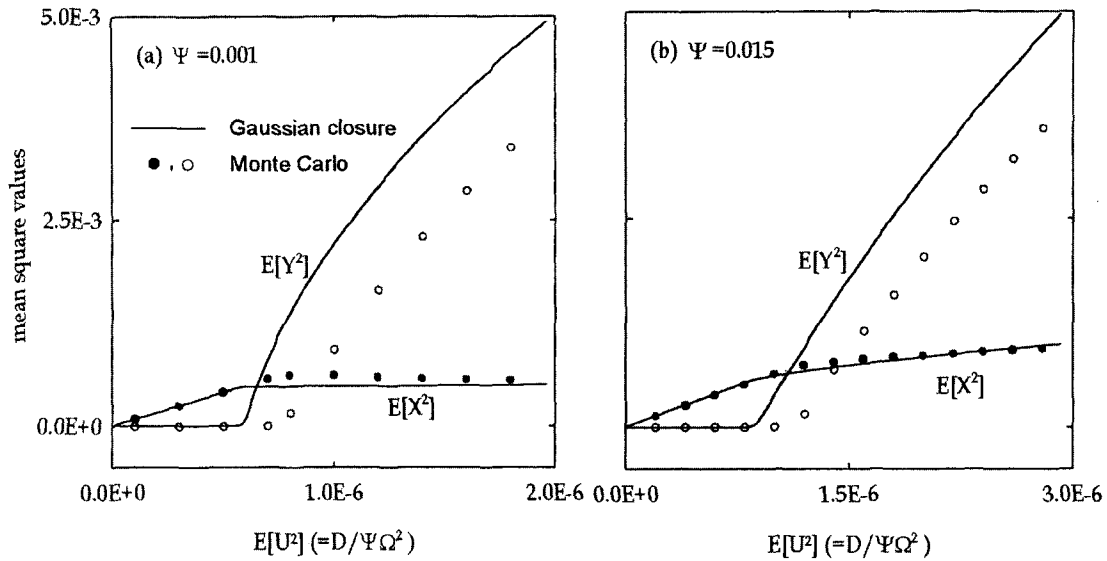 5.0E-3
(a) Ψ =0.001
(b) Ψ =0.015
Gaussian closure
● , ○ Monte Carlo
mean square values
2.5E-3
E[Y²]
E[Y²]
E[X²]
E[X²]
0.0E+0
0.0E+0
1.0E-6
2.0E-6
0.0E+0
1.5E-6
3.0E-6
E[U²] (=D/ΨΩ²)
E[U²] (=D/ΨΩ²)